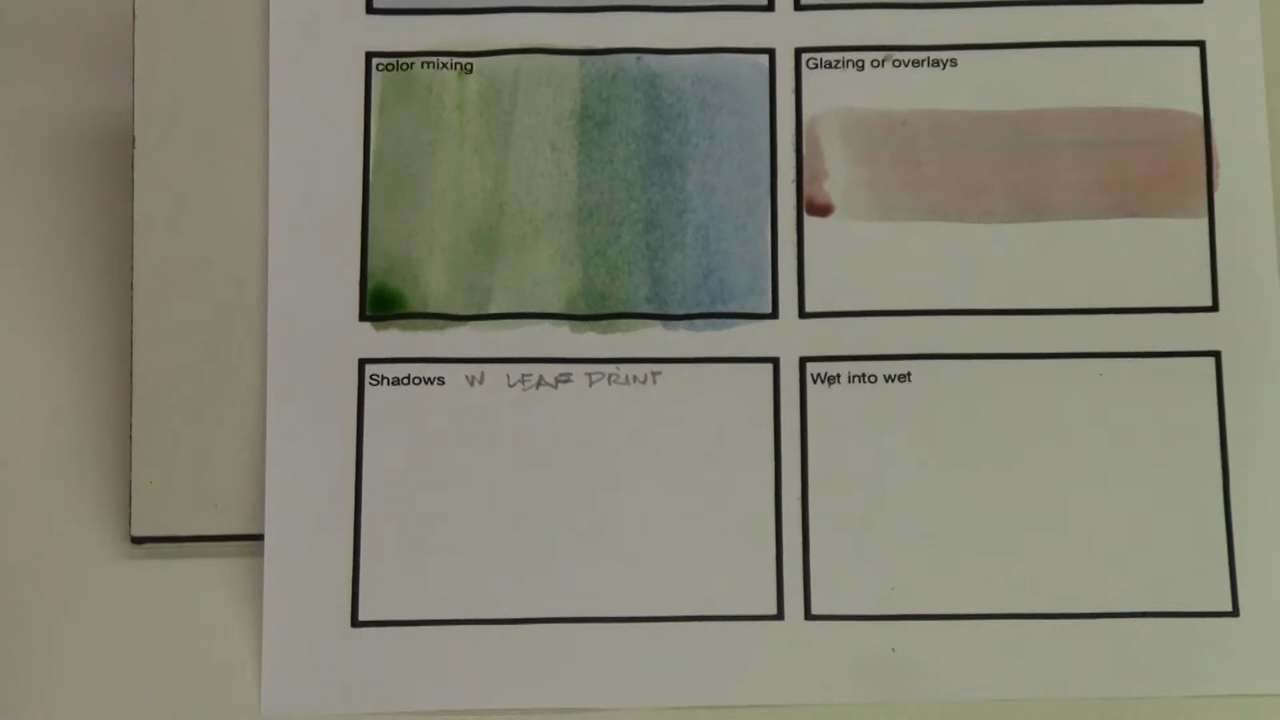 color mixing
Glazing or overlays
Shadows W LEAF PRINT
Wet into wet